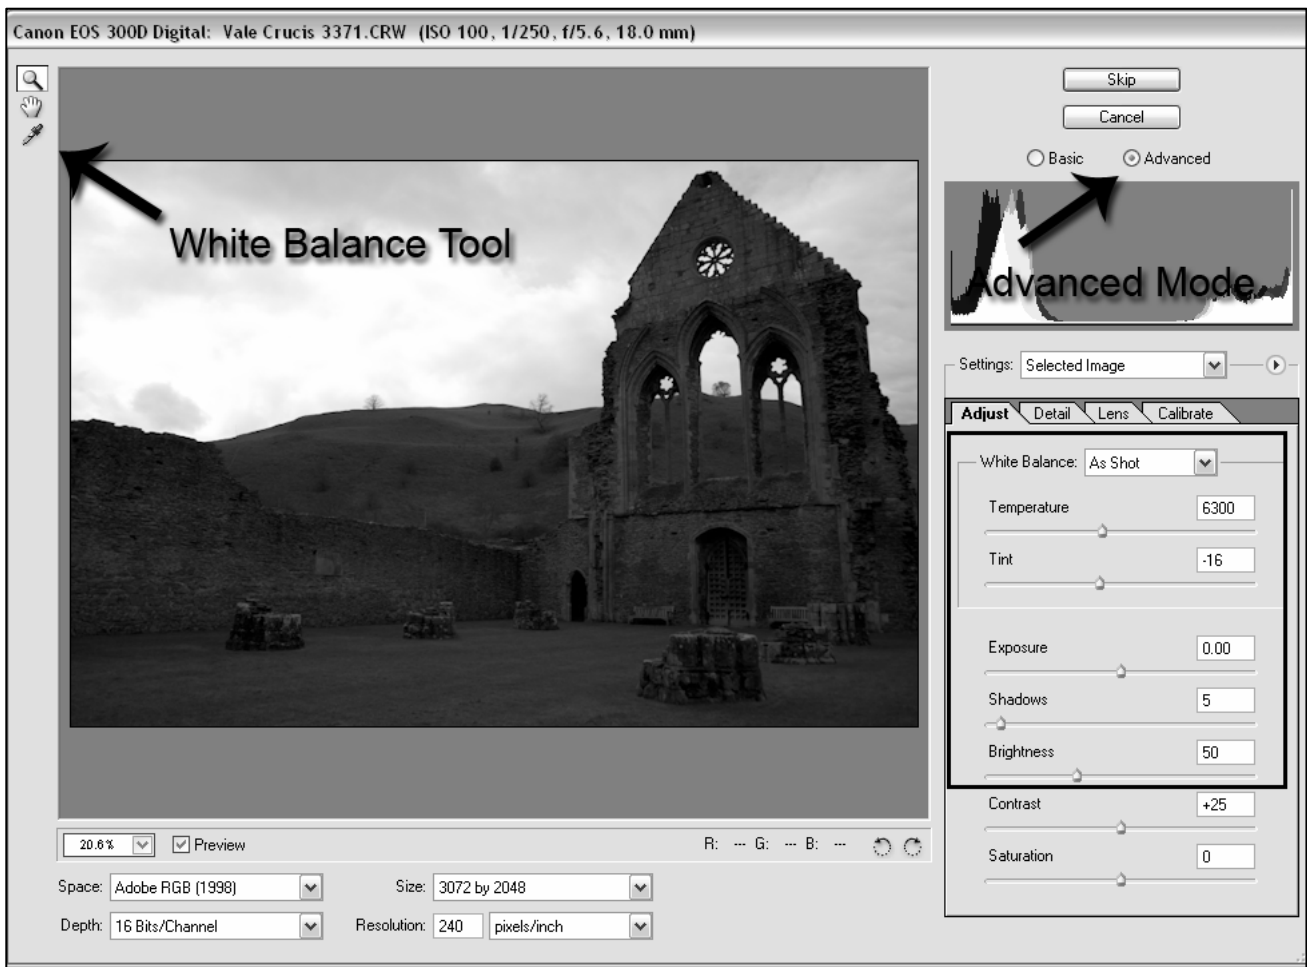 Canon EOS 300D Digital: Vale Crucis 3371.CRW (ISO 100, 1/250, f/5.6, 18.0 mm)
Skip
Cancel
Basic Advanced
White Balance Tool
Advanced Mode
Settings: Selected Image
Adjust Detail Lens Calibrate
White Balance: As Shot
Temperature 6300
Tint -16
Exposure 0.00
Shadows 5
Brightness 50
Contrast +25
Saturation 0
20.6% Preview R: --- G: --- B: ---
Space: Adobe RGB (1998) Size: 3072 by 2048
Depth: 16 Bits/Channel Resolution: 240 pixels/inch